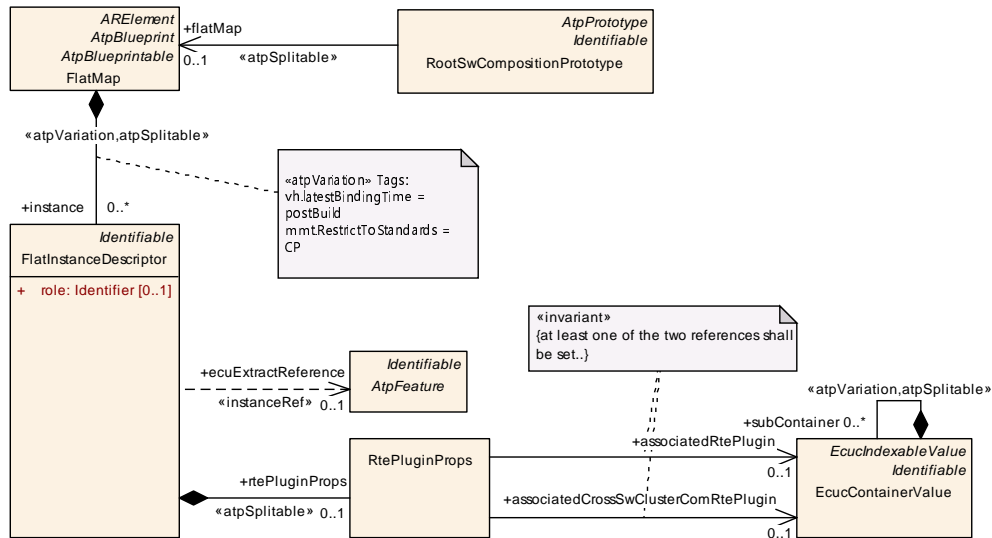 ARElement
AtpBlueprint
AtpBlueprintable
FlatMap
+flatMap
0..1
«atpSplitable»
AtpPrototype
Identifiable
RootSwCompositionPrototype
«atpVariation,atpSplitable»
«atpVariation» Tags:
vh.latestBindingTime =
postBuild
mmt.RestrictToStandards =
CP
+instance
0..*
Identifiable
FlatInstanceDescriptor
+ role: Identifier [0..1]
«invariant»
{at least one of the two references shall
be set..}
+ecuExtractReference
«instanceRef»
0..1
Identifiable
AtpFeature
«atpVariation,atpSplitable»
+subContainer 0..*
+rtePluginProps
«atpSplitable»
0..1
RtePluginProps
+associatedRtePlugin
0..1
+associatedCrossSwClusterComRtePlugin
0..1
EcucIndexableValue
Identifiable
EcucContainerValue